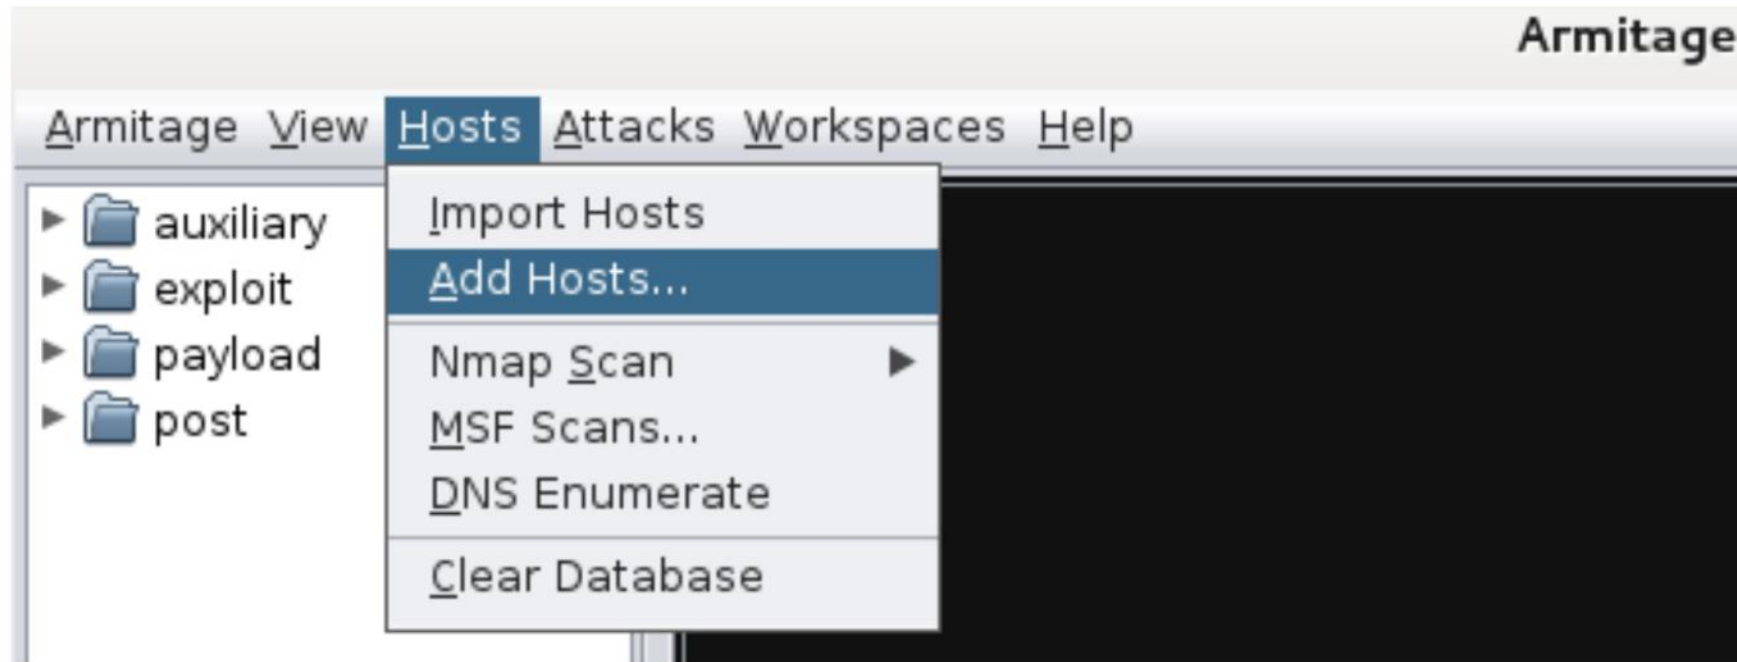 Armitage
Armitage View Hosts Attacks Workspaces Help
auxiliary
exploit
payload
post
Import Hosts
Add Hosts...
Nmap Scan
MSF Scans...
DNS Enumerate
Clear Database